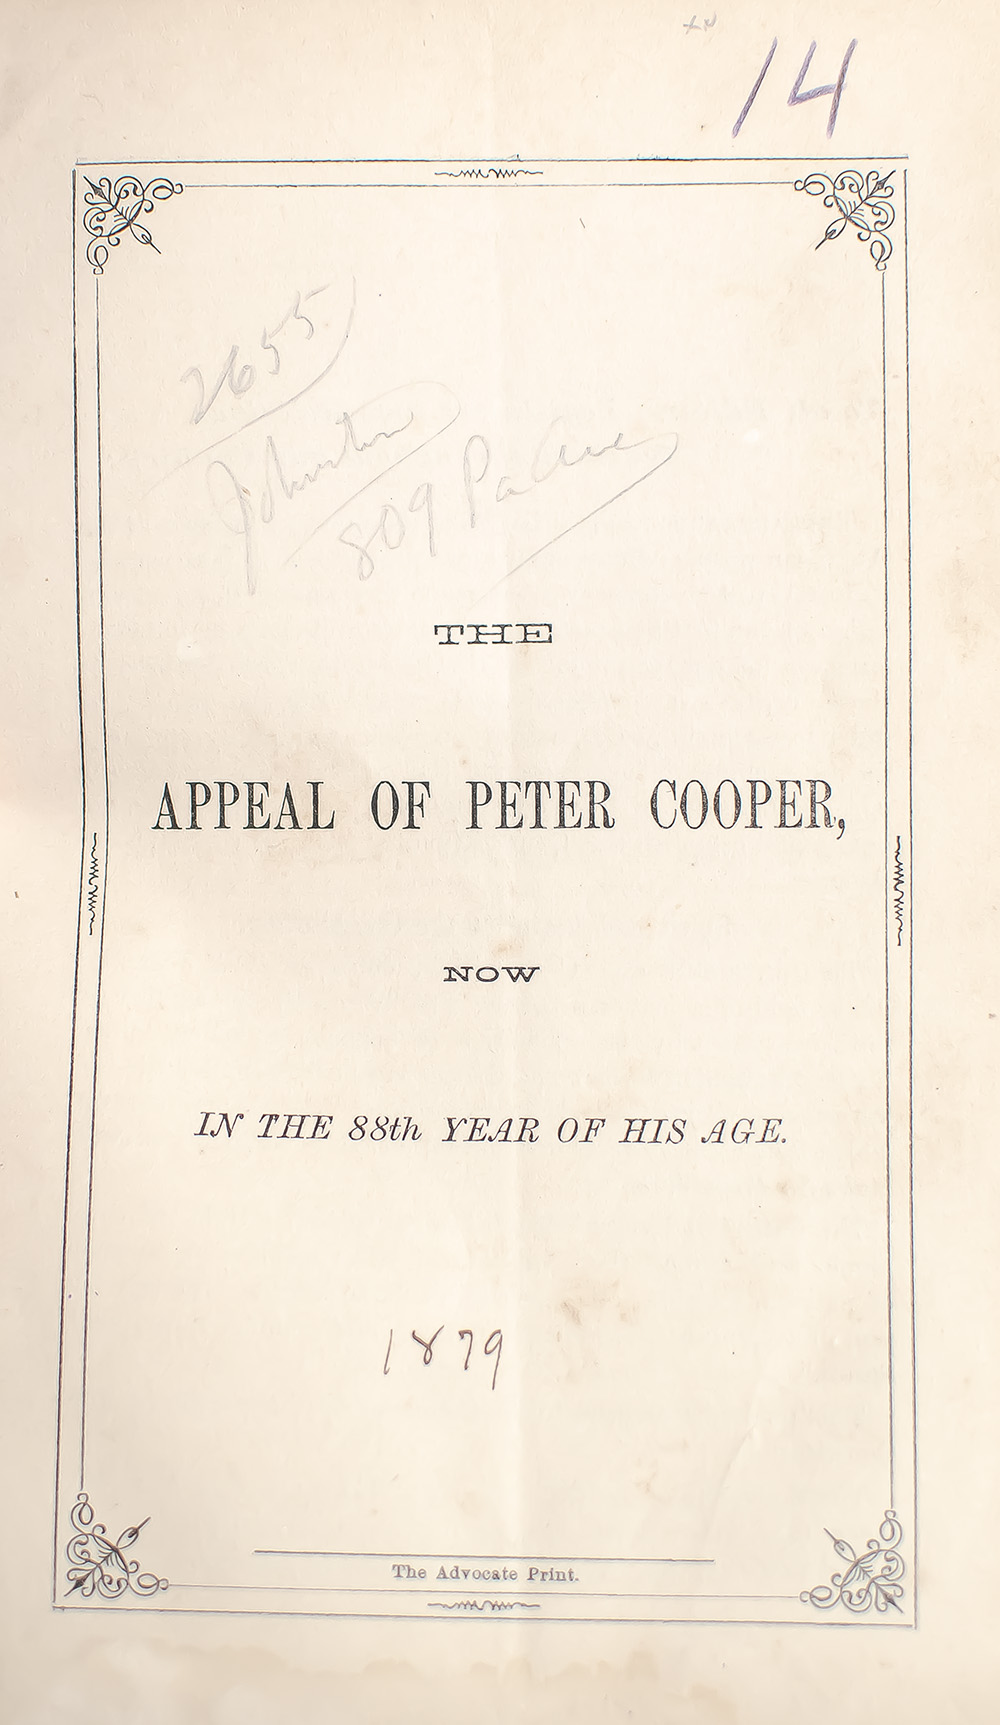 14
2655
Johnston
809 Pa Ave
THE
APPEAL OF PETER COOPER,
NOW
IN THE 88th YEAR OF HIS AGE.
1879
The Advocate Print.